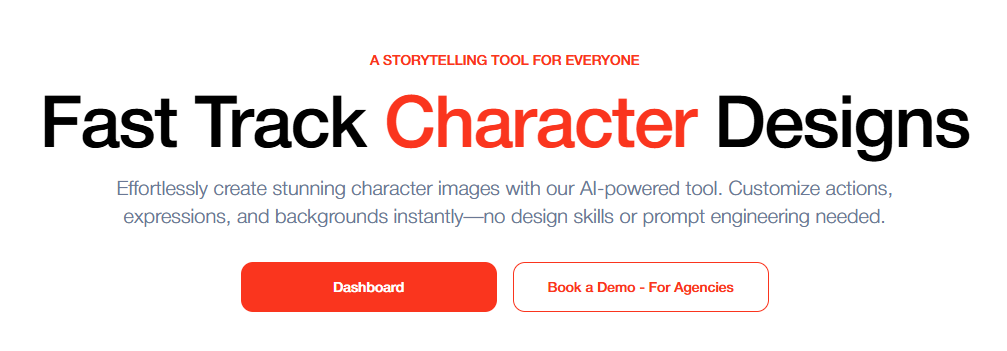 A STORYTELLING TOOL FOR EVERYONE
Fast Track Character Designs
Effortlessly create stunning character images with our AI-powered tool. Customize actions,
expressions, and backgrounds instantly—no design skills or prompt engineering needed.
Dashboard
Book a Demo - For Agencies